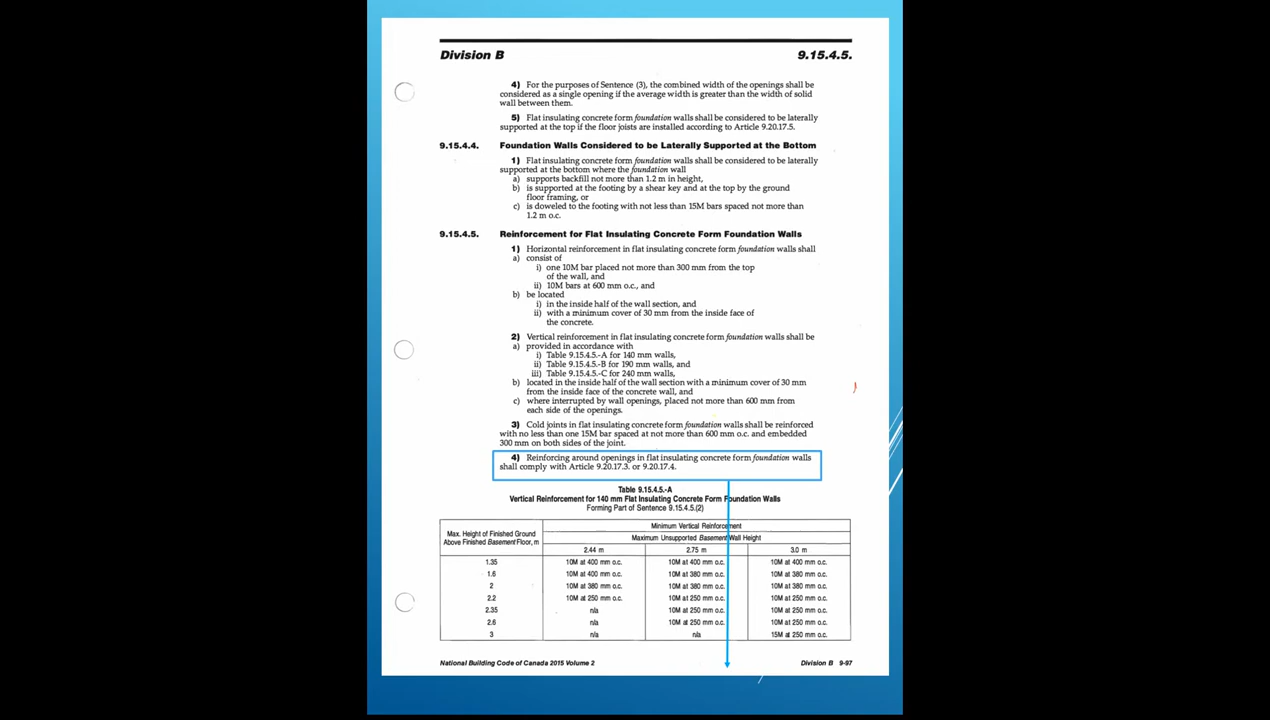 Division B 9.15.4.5.
4) For the purposes of Sentence (3), the combined width of the openings shall be
considered as a single opening if the average width is greater than the width of solid
wall between them.
5) Flat insulating concrete form foundation walls shall be considered to be laterally
supported at the top if the floor joists are installed according to Article 9.20.17.5.
9.15.4.4. Foundation Walls Considered to be Laterally Supported at the Bottom
1) Flat insulating concrete form foundation walls shall be considered to be laterally
supported at the bottom where the foundation wall
a) supports backfill not more than 1.2 m in height,
b) is supported at the footing by a shear key and at the top by the ground
floor framing, or
c) is doweled to the footing with not less than 15M bars spaced not more than
1.2 m o.c.
9.15.4.5. Reinforcement for Flat Insulating Concrete Form Foundation Walls
1) Horizontal reinforcement in flat insulating concrete form foundation walls shall
a) consist of
i) one 10M bar placed not more than 300 mm from the top
of the wall, and
ii) 10M bars at 600 mm o.c., and
b) be located
i) in the inside half of the wall section, and
ii) with a minimum cover of 30 mm from the inside face of
the concrete.
2) Vertical reinforcement in flat insulating concrete form foundation walls shall be
a) provided in accordance with
i) Table 9.15.4.5.-A for 140 mm walls,
ii) Table 9.15.4.5.-B for 190 mm walls, and
iii) Table 9.15.4.5.-C for 240 mm walls,
b) located in the inside half of the wall section with a minimum cover of 30 mm
from the inside face of the concrete wall, and
c) where interrupted by wall openings, placed not more than 600 mm from
each side of the openings.
3) Cold joints in flat insulating concrete form foundation walls shall be reinforced
with no less than one 15M bar spaced at not more than 600 mm o.c. and embedded
300 mm on both sides of the joint.
4) Reinforcing around openings in flat insulating concrete form foundation walls
shall comply with Article 9.20.17.3. or 9.20.17.4.
Table 9.15.4.5.-A
Vertical Reinforcement for 140 mm Flat Insulating Concrete Form Foundation Walls
Forming Part of Sentence 9.15.4.5.(2)
Max. Height of Finished Ground
Above Finished Basement Floor, m
Minimum Vertical Reinforcement
Maximum Unsupported Basement Wall Height
2.44 m 2.75 m 3.0 m
1.35 10M at 400 mm o.c. 10M at 400 mm o.c. 10M at 400 mm o.c.
1.6 10M at 400 mm o.c. 10M at 380 mm o.c. 10M at 380 mm o.c.
2 10M at 380 mm o.c. 10M at 380 mm o.c. 10M at 380 mm o.c.
2.2 10M at 250 mm o.c. 10M at 250 mm o.c. 10M at 250 mm o.c.
2.35 n/a 10M at 250 mm o.c. 10M at 250 mm o.c.
2.6 n/a 10M at 250 mm o.c. 10M at 250 mm o.c.
3 n/a n/a 15M at 250 mm o.c.
National Building Code of Canada 2015 Volume 2 Division B 9-97